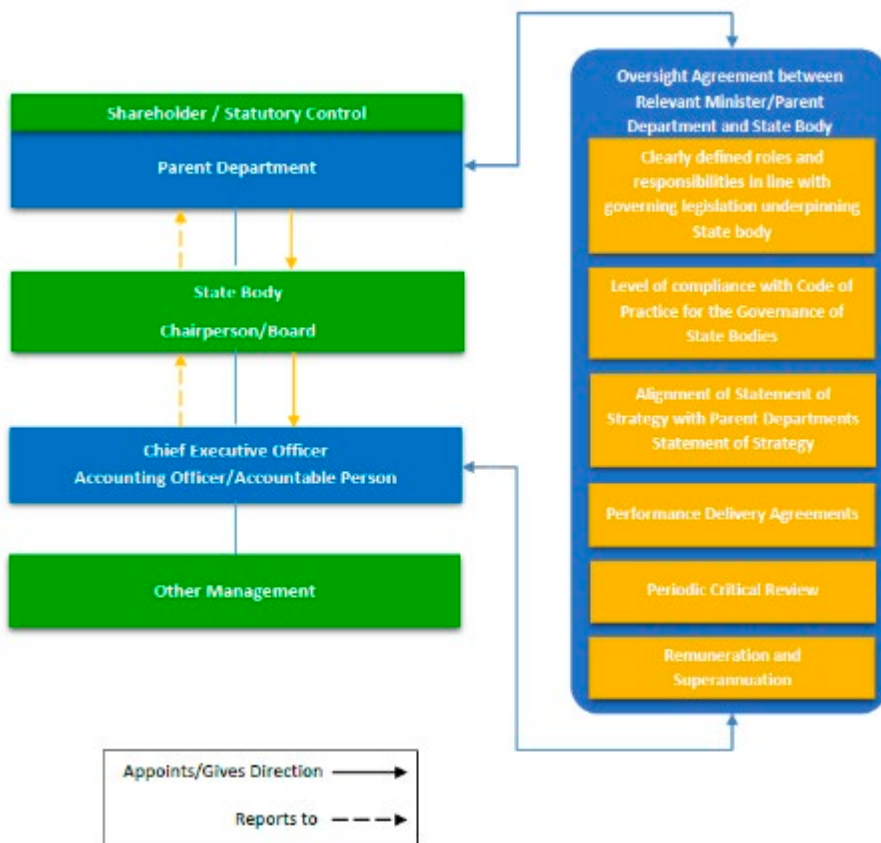 Shareholder / Statutory Control
Parent Department
State Body
Chairperson/Board
Chief Executive Officer
Accounting Officer/Accountable Person
Other Management
Oversight Agreement between
Relevant Minister/Parent
Department and State Body
Clearly defined roles and
responsibilities in line with
governing legislation underpinning
State body
Level of compliance with Code of
Practice for the Governance of
State Bodies
Alignment of Statement of
Strategy with Parent Departments
Statement of Strategy
Performance Delivery Agreements
Periodic Critical Review
Remuneration and
Superannuation
Appoints/Gives Direction
Reports to